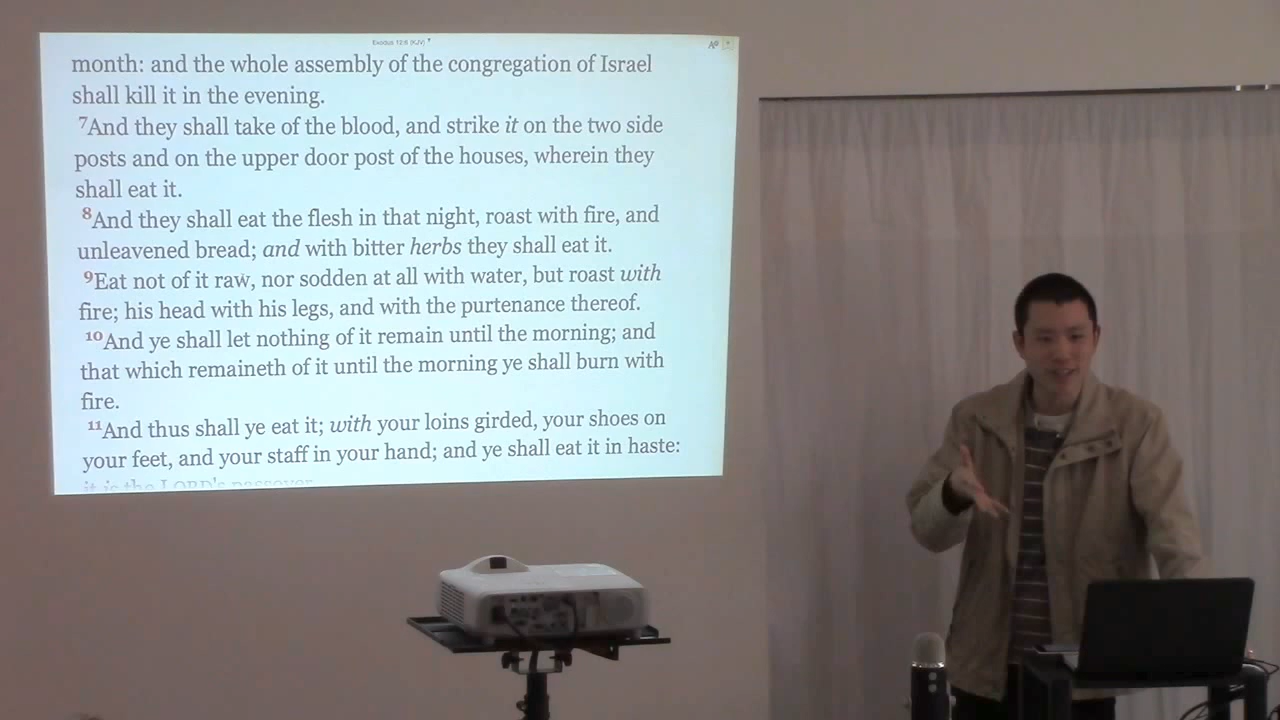 Exodus 12:6 (KJV)
month: and the whole assembly of the congregation of Israel
shall kill it in the evening.
7And they shall take of the blood, and strike it on the two side
posts and on the upper door post of the houses, wherein they
shall eat it.
8And they shall eat the flesh in that night, roast with fire, and
unleavened bread; and with bitter herbs they shall eat it.
9Eat not of it raw, nor sodden at all with water, but roast with
fire; his head with his legs, and with the purtenance thereof.
10And ye shall let nothing of it remain until the morning; and
that which remaineth of it until the morning ye shall burn with
fire.
11And thus shall ye eat it; with your loins girded, your shoes on
your feet, and your staff in your hand; and ye shall eat it in haste:
it is the LORD's passover